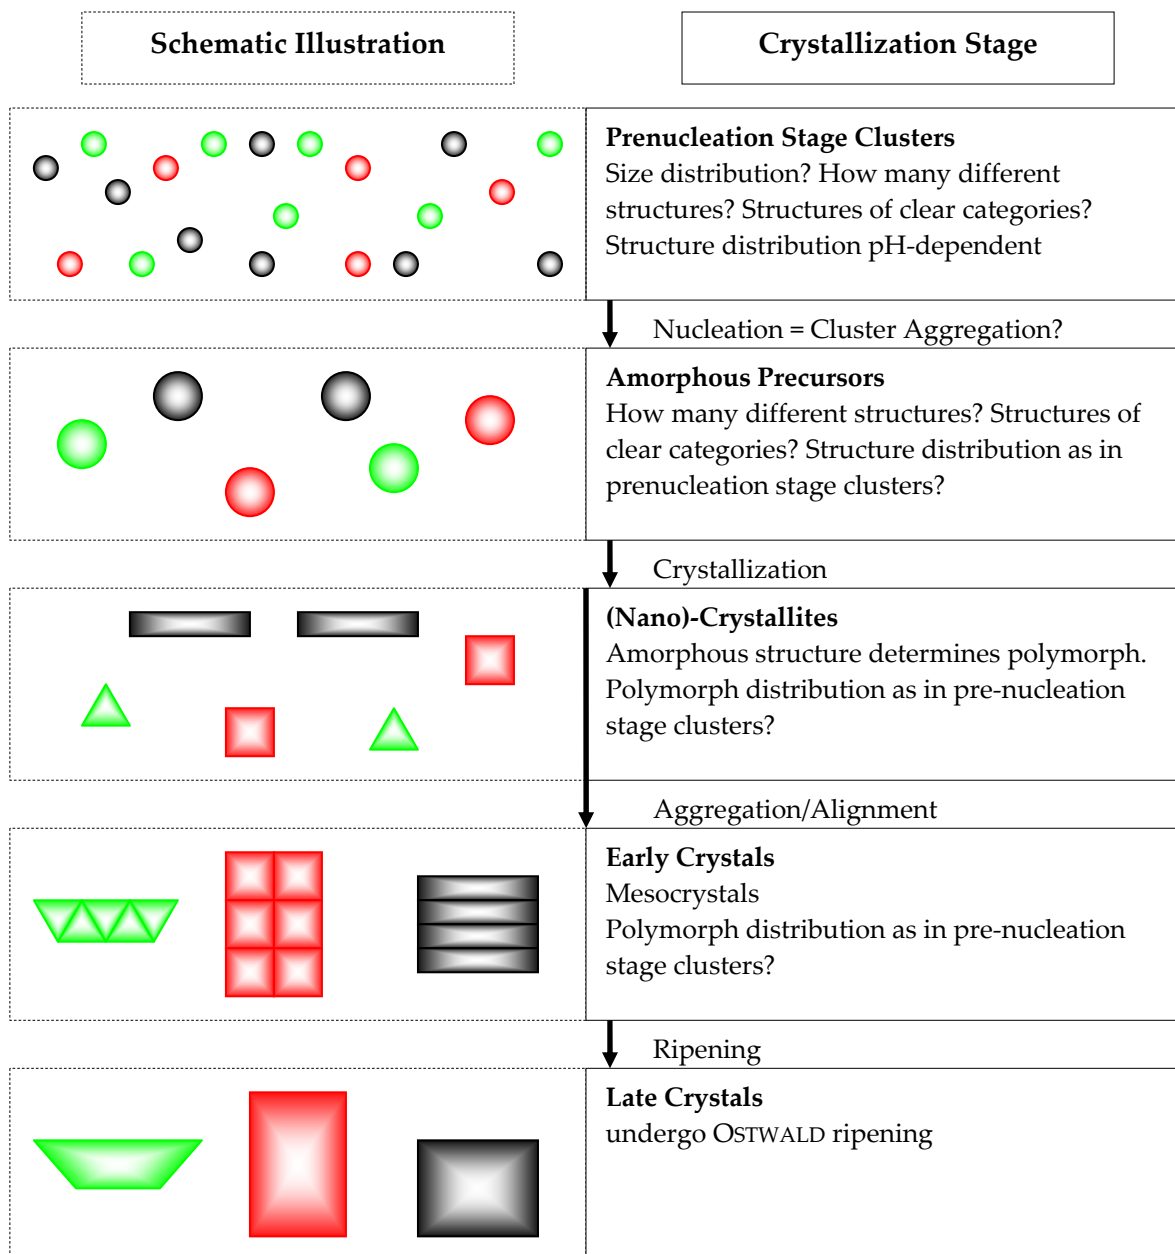 Schematic Illustration
Crystallization Stage
Prenucleation Stage Clusters
Size distribution? How many different
structures? Structures of clear categories?
Structure distribution pH-dependent
Nucleation = Cluster Aggregation?
Amorphous Precursors
How many different structures? Structures of
clear categories? Structure distribution as in
prenucleation stage clusters?
Crystallization
(Nano)-Crystallites
Amorphous structure determines polymorph.
Polymorph distribution as in pre-nucleation
stage clusters?
Aggregation/Alignment
Early Crystals
Mesocrystals
Polymorph distribution as in pre-nucleation
stage clusters?
Ripening
Late Crystals
undergo OSTWALD ripening